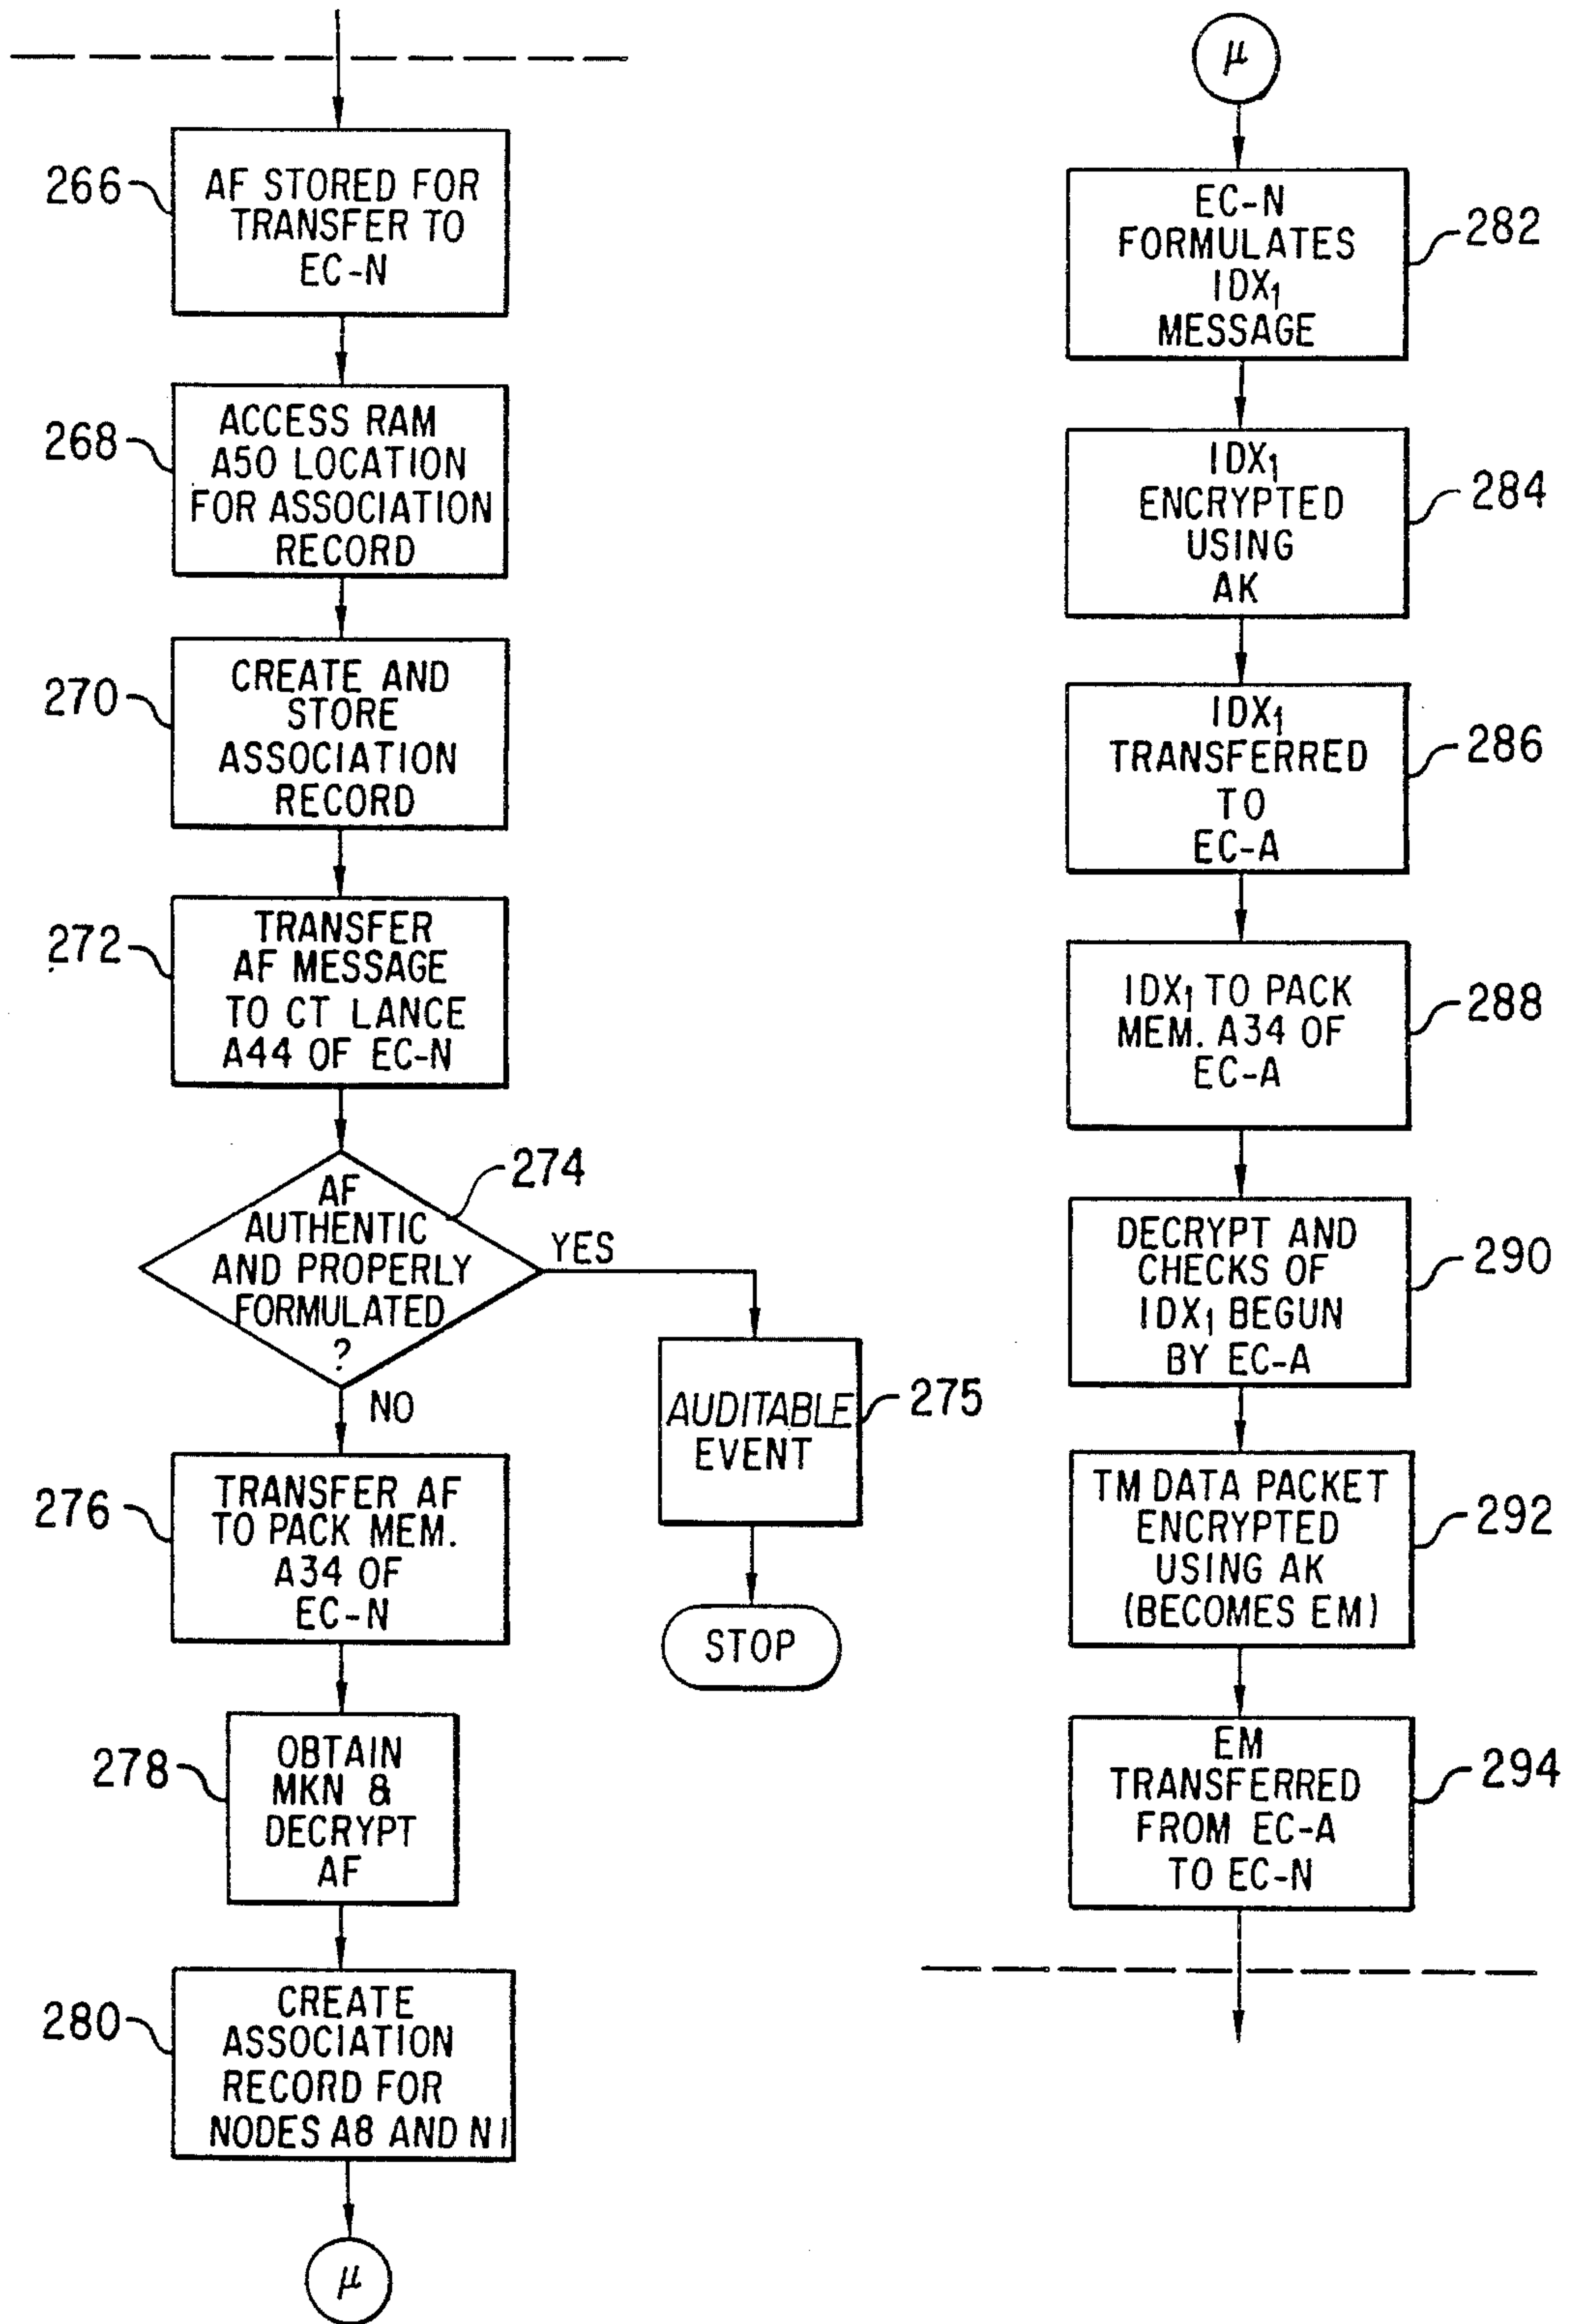 266
AF STORED FOR
TRANSFER TO
EC-N
268
ACCESS RAM
A50 LOCATION
FOR ASSOCIATION
RECORD
270
CREATE AND
STORE
ASSOCIATION
RECORD
272
TRANSFER
AF MESSAGE
TO CT LANCE
A44 OF EC-N
274
AF
AUTHENTIC
AND PROPERLY
FORMULATED
?
YES
NO
275
AUDITABLE
EVENT
STOP
276
TRANSFER AF
TO PACK MEM.
A34 OF
EC-N
278
OBTAIN
MKN &
DECRYPT
AF
280
CREATE
ASSOCIATION
RECORD FOR
NODES A8 AND N1
μ
μ
EC-N
FORMULATES
IDX₁
MESSAGE
282
IDX₁
ENCRYPTED
USING
AK
284
IDX₁
TRANSFERRED
TO
EC-A
286
IDX₁ TO PACK
MEM. A34 OF
EC-A
288
DECRYPT AND
CHECKS OF
IDX₁ BEGUN
BY EC-A
290
TM DATA PACKET
ENCRYPTED
USING AK
(BECOMES EM)
292
EM
TRANSFERRED
FROM EC-A
TO EC-N
294